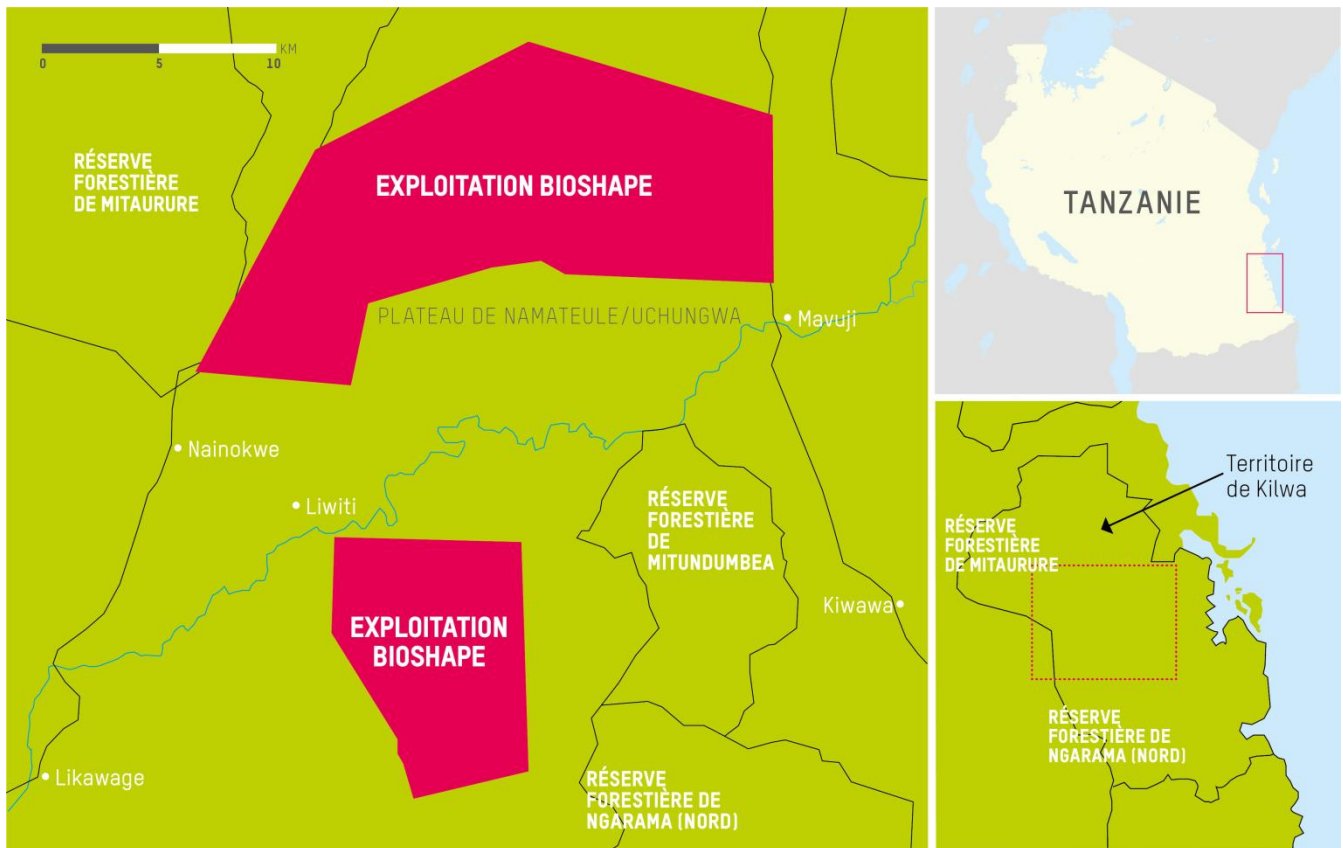 KM
0 5 10
RÉSERVE
FORESTIÈRE
DE MITAURURE
EXPLOITATION BIOSHAPE
PLATEAU DE NAMATEULE/UCHUNGWA
Mavuji
Nainokwe
Liwiti
RÉSERVE
FORESTIÈRE
DE
MITUNDUMBEA
Kiwawa
EXPLOITATION
BIOSHAPE
Likawage
RÉSERVE
FORESTIÈRE DE
NGARAMA (NORD)
TANZANIE
Territoire
de Kilwa
RÉSERVE
FORESTIÈRE
DE MITAURURE
RÉSERVE
FORESTIÈRE DE
NGARAMA (NORD)